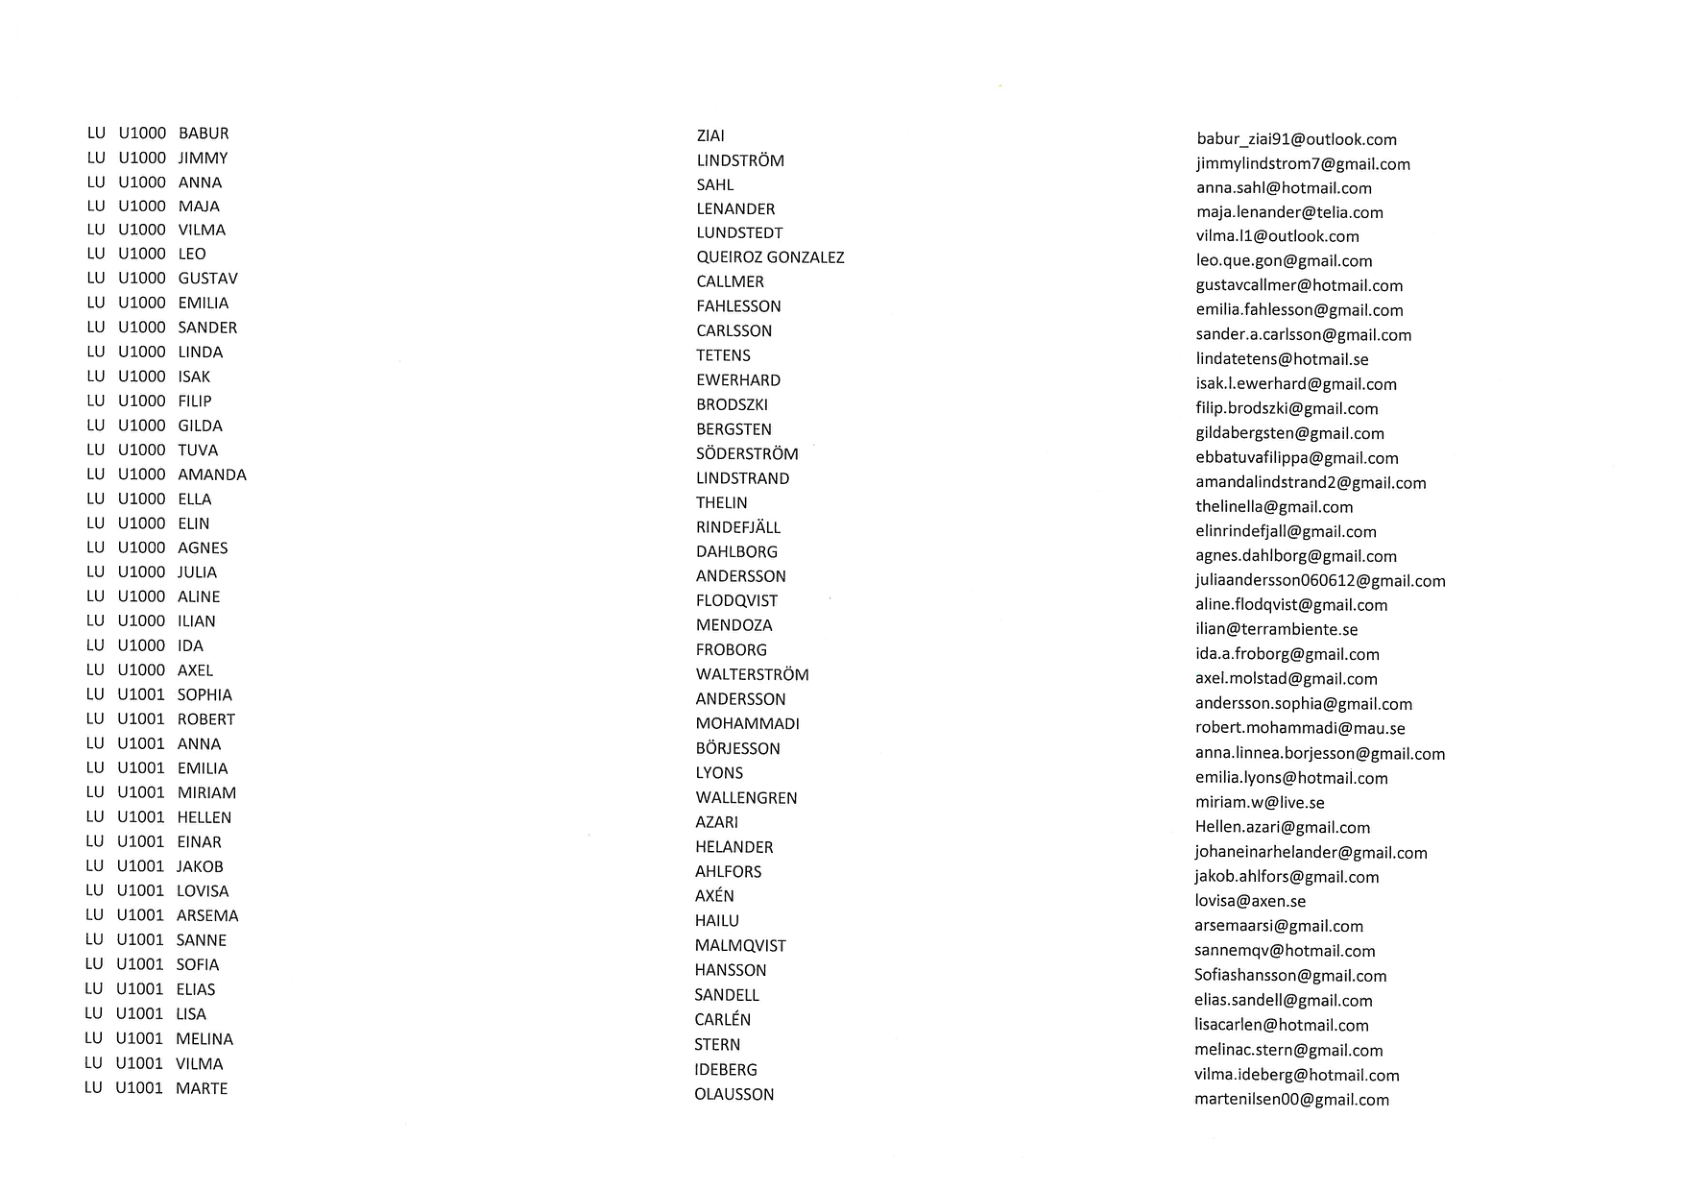 LU U1000 BABUR ZIAI babur_ziai91@outlook.com
LU U1000 JIMMY LINDSTRÖM jimmylindstrom7@gmail.com
LU U1000 ANNA SAHL anna.sahl@hotmail.com
LU U1000 MAJA LENANDER maja.lenander@telia.com
LU U1000 VILMA LUNDSTEDT vilma.l1@outlook.com
LU U1000 LEO QUEIROZ GONZALEZ leo.que.gon@gmail.com
LU U1000 GUSTAV CALLMER gustavcallmer@hotmail.com
LU U1000 EMILIA FAHLESSON emilia.fahlesson@gmail.com
LU U1000 SANDER CARLSSON sander.a.carlsson@gmail.com
LU U1000 LINDA TETENS lindatetens@hotmail.se
LU U1000 ISAK EWERHARD isak.l.ewerhard@gmail.com
LU U1000 FILIP BRODSZKI filip.brodszki@gmail.com
LU U1000 GILDA BERGSTEN gildabergsten@gmail.com
LU U1000 TUVA SÖDERSTRÖM ebbatuvafilippa@gmail.com
LU U1000 AMANDA LINDSTRAND amandalindstrand2@gmail.com
LU U1000 ELLA THELIN thelinella@gmail.com
LU U1000 ELIN RINDEFJÄLL elinrindefjall@gmail.com
LU U1000 AGNES DAHLBORG agnes.dahlborg@gmail.com
LU U1000 JULIA ANDERSSON juliaandersson060612@gmail.com
LU U1000 ALINE FLODQVIST aline.flodqvist@gmail.com
LU U1000 ILIAN MENDOZA ilian@terrambiente.se
LU U1000 IDA FROBORG ida.a.froborg@gmail.com
LU U1000 AXEL WALTERSTRÖM axel.molstad@gmail.com
LU U1001 SOPHIA ANDERSSON andersson.sophia@gmail.com
LU U1001 ROBERT MOHAMMADI robert.mohammadi@mau.se
LU U1001 ANNA BÖRJESSON anna.linnea.borjesson@gmail.com
LU U1001 EMILIA LYONS emilia.lyons@hotmail.com
LU U1001 MIRIAM WALLENGREN miriam.w@live.se
LU U1001 HELLEN AZARI Hellen.azari@gmail.com
LU U1001 EINAR HELANDER johaneinarhelander@gmail.com
LU U1001 JAKOB AHLFORS jakob.ahlfors@gmail.com
LU U1001 LOVISA AXÉN lovisa@axen.se
LU U1001 ARSEMA HAILU arsemaarsi@gmail.com
LU U1001 SANNE MALMQVIST sannemqv@hotmail.com
LU U1001 SOFIA HANSSON Sofiashansson@gmail.com
LU U1001 ELIAS SANDELL elias.sandell@gmail.com
LU U1001 LISA CARLÉN lisacarlen@hotmail.com
LU U1001 MELINA STERN melinac.stern@gmail.com
LU U1001 VILMA IDEBERG vilma.ideberg@hotmail.com
LU U1001 MARTE OLAUSSON martenilsen00@gmail.com